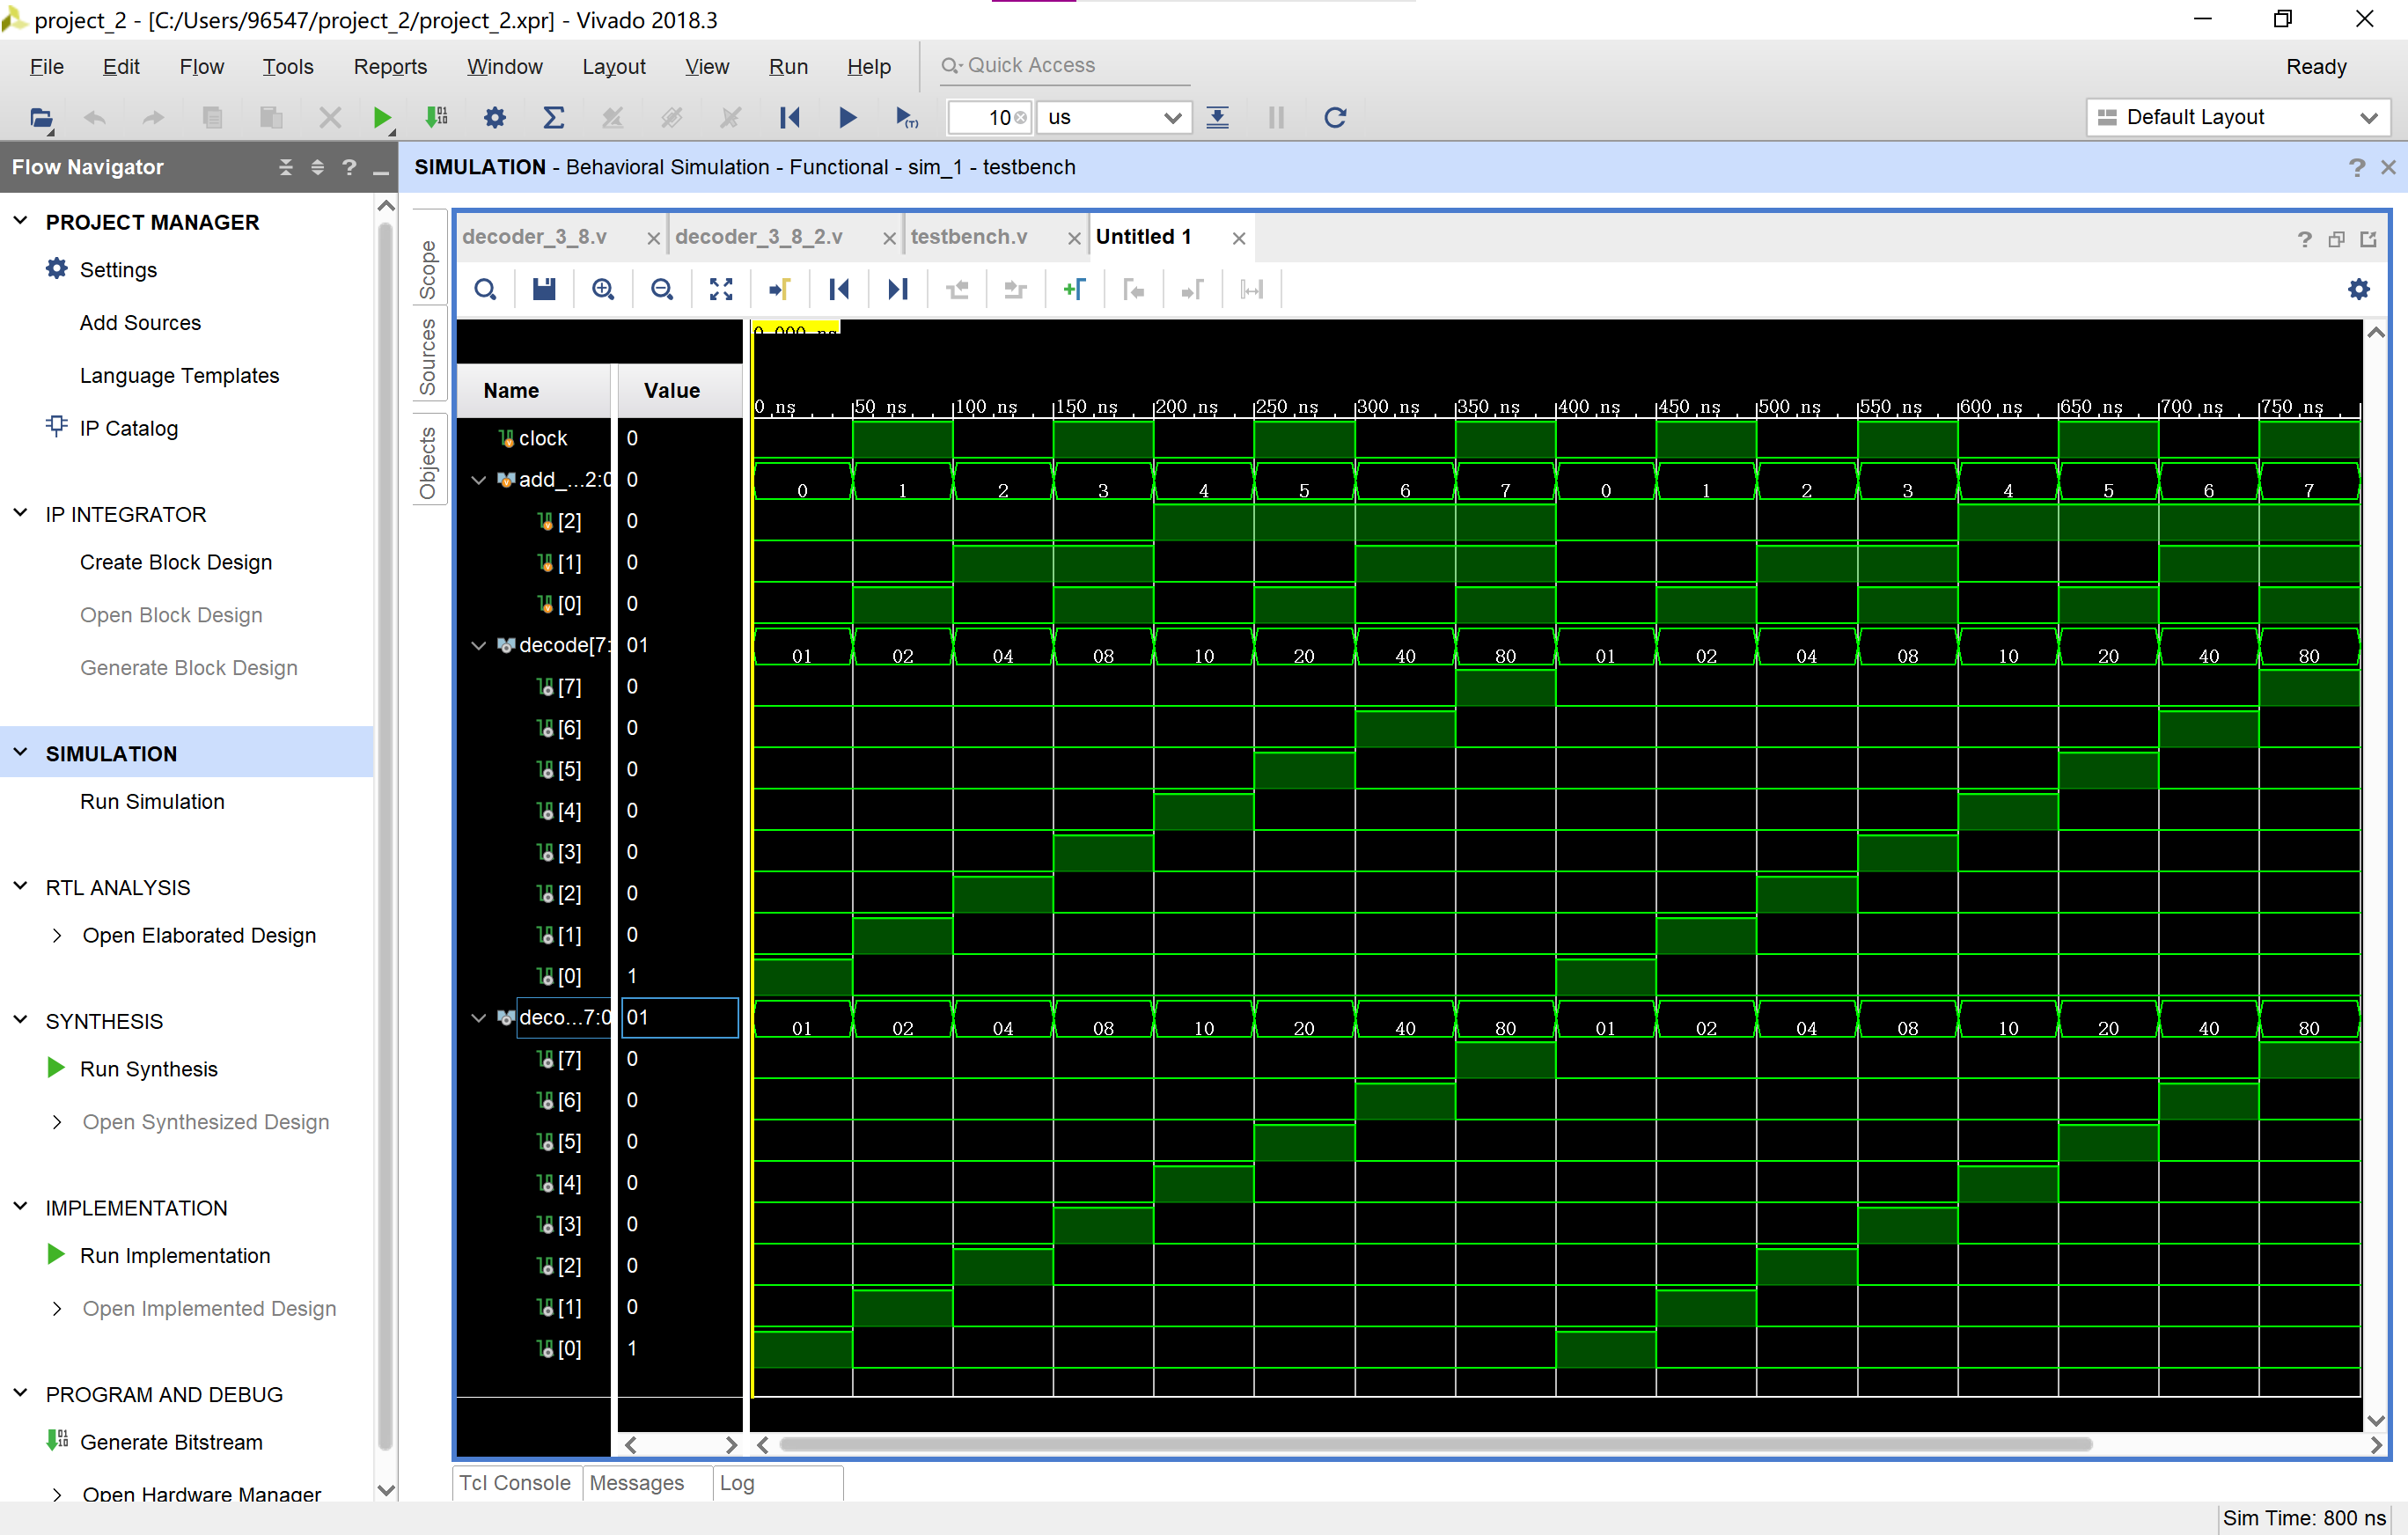 project_2 - [C:/Users/96547/project_2/project_2.xpr] - Vivado 2018.3
File Edit Flow Tools Reports Window Layout View Run Help Quick Access Ready
10 us Default Layout
Flow Navigator
SIMULATION - Behavioral Simulation - Functional - sim_1 - testbench
PROJECT MANAGER
Settings
Add Sources
Language Templates
IP Catalog
IP INTEGRATOR
Create Block Design
Open Block Design
Generate Block Design
SIMULATION
Run Simulation
RTL ANALYSIS
Open Elaborated Design
SYNTHESIS
Run Synthesis
Open Synthesized Design
IMPLEMENTATION
Run Implementation
Open Implemented Design
PROGRAM AND DEBUG
Generate Bitstream
Open Hardware Manager
Scope
Sources
Objects
decoder_3_8.v decoder_3_8_2.v testbench.v Untitled 1
0.000 ns
Name Value
0 ns 50 ns 100 ns 150 ns 200 ns 250 ns 300 ns 350 ns 400 ns 450 ns 500 ns 550 ns 600 ns 650 ns 700 ns 750 ns
clock 0
add_...2:0 0 0 1 2 3 4 5 6 7 0 1 2 3 4 5 6 7
[2] 0
[1] 0
[0] 0
decode[7: 01 01 02 04 08 10 20 40 80 01 02 04 08 10 20 40 80
[7] 0
[6] 0
[5] 0
[4] 0
[3] 0
[2] 0
[1] 0
[0] 1
deco...7:0 01 01 02 04 08 10 20 40 80 01 02 04 08 10 20 40 80
[7] 0
[6] 0
[5] 0
[4] 0
[3] 0
[2] 0
[1] 0
[0] 1
Tcl Console Messages Log
Sim Time: 800 ns